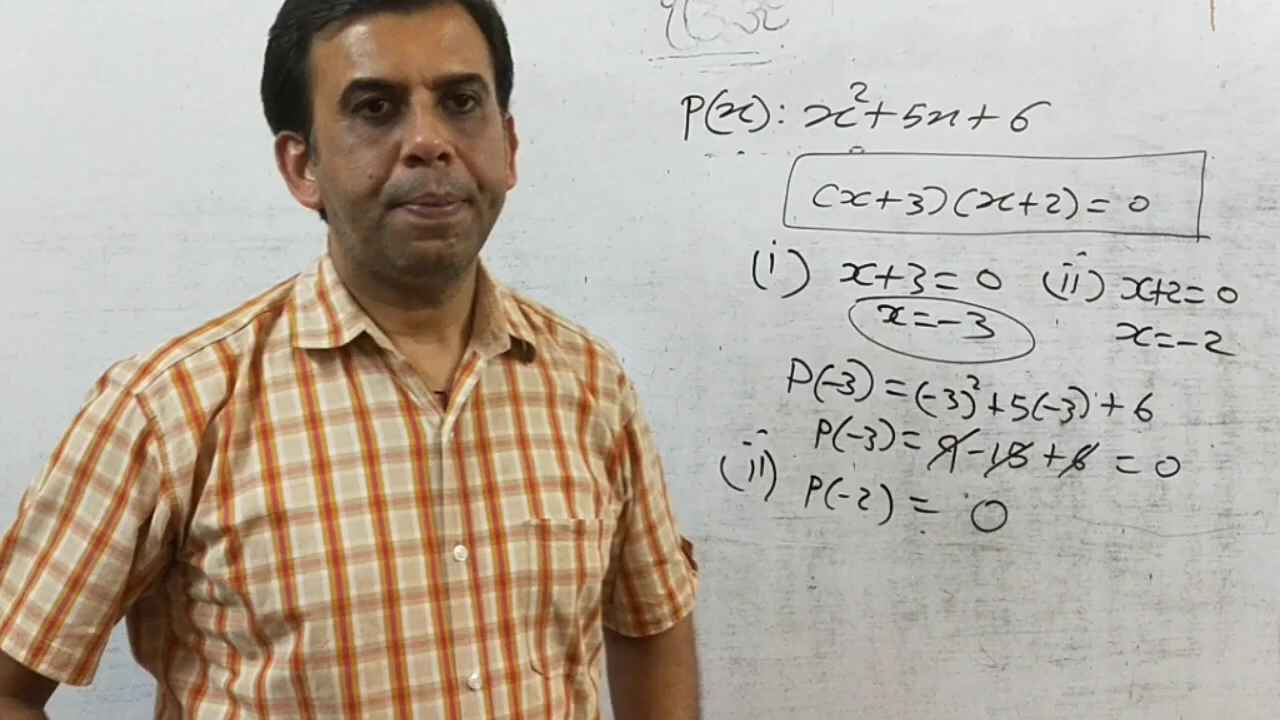 P(x): x²+5x+6
(x+3)(x+2)=0
(i) x+3=0 (ii) x+2=0
x=-3 x=-2
P(-3)=(-3)²+5(-3)+6
P(-3)=9-15+6=0
(ii) P(-2)=0